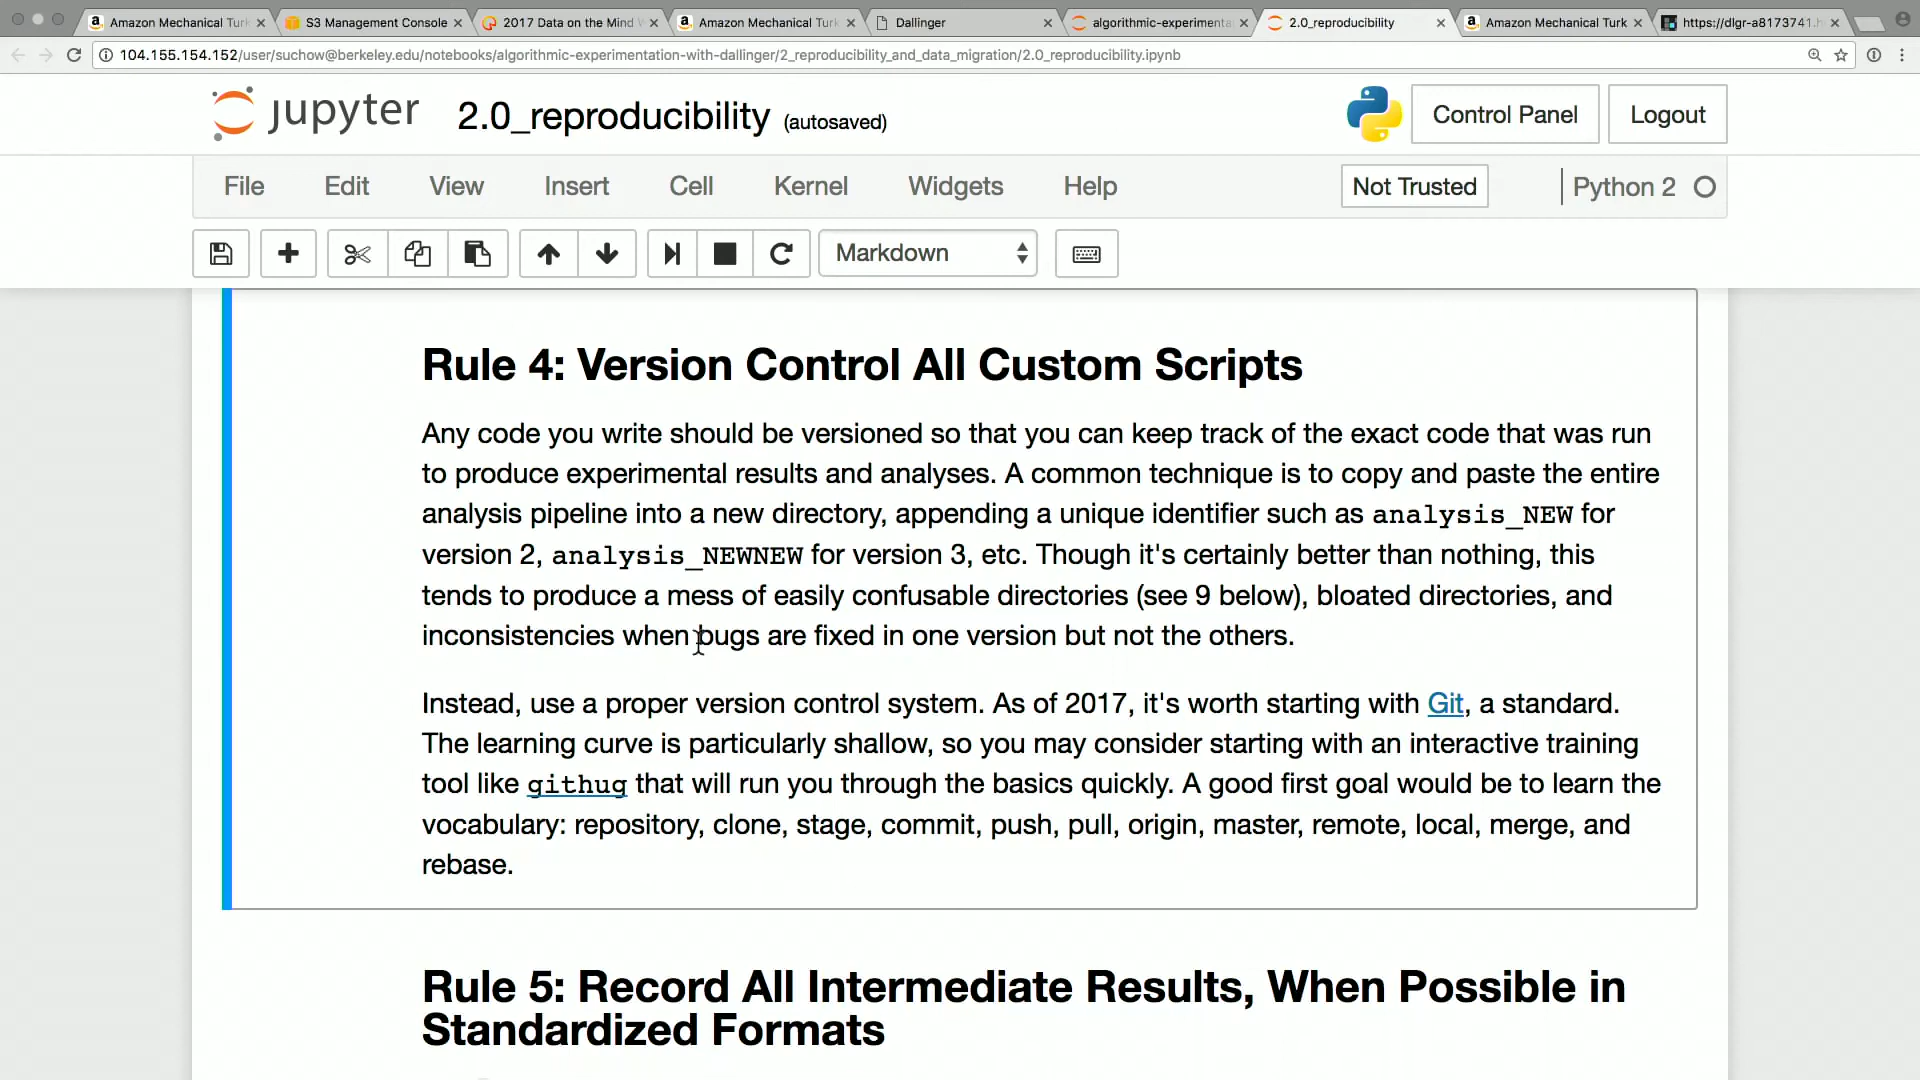 Amazon Mechanical Turk
S3 Management Console
2017 Data on the Mind W
Amazon Mechanical Turk
Dallinger
algorithmic-experimenta
2.0_reproducibility
Amazon Mechanical Turk
https://dlgr-a8173741.h
104.155.154.152/user/suchow@berkeley.edu/notebooks/algorithmic-experimentation-with-dallinger/2_reproducibility_and_data_migration/2.0_reproducibility.ipynb
jupyter 2.0_reproducibility (autosaved) Control Panel Logout
File Edit View Insert Cell Kernel Widgets Help Not Trusted Python 2
Markdown
Rule 4: Version Control All Custom Scripts
Any code you write should be versioned so that you can keep track of the exact code that was run
to produce experimental results and analyses. A common technique is to copy and paste the entire
analysis pipeline into a new directory, appending a unique identifier such as analysis_NEW for
version 2, analysis_NEWNEW for version 3, etc. Though it's certainly better than nothing, this
tends to produce a mess of easily confusable directories (see 9 below), bloated directories, and
inconsistencies when bugs are fixed in one version but not the others.
Instead, use a proper version control system. As of 2017, it's worth starting with Git, a standard.
The learning curve is particularly shallow, so you may consider starting with an interactive training
tool like githug that will run you through the basics quickly. A good first goal would be to learn the
vocabulary: repository, clone, stage, commit, push, pull, origin, master, remote, local, merge, and
rebase.
Rule 5: Record All Intermediate Results, When Possible in
Standardized Formats